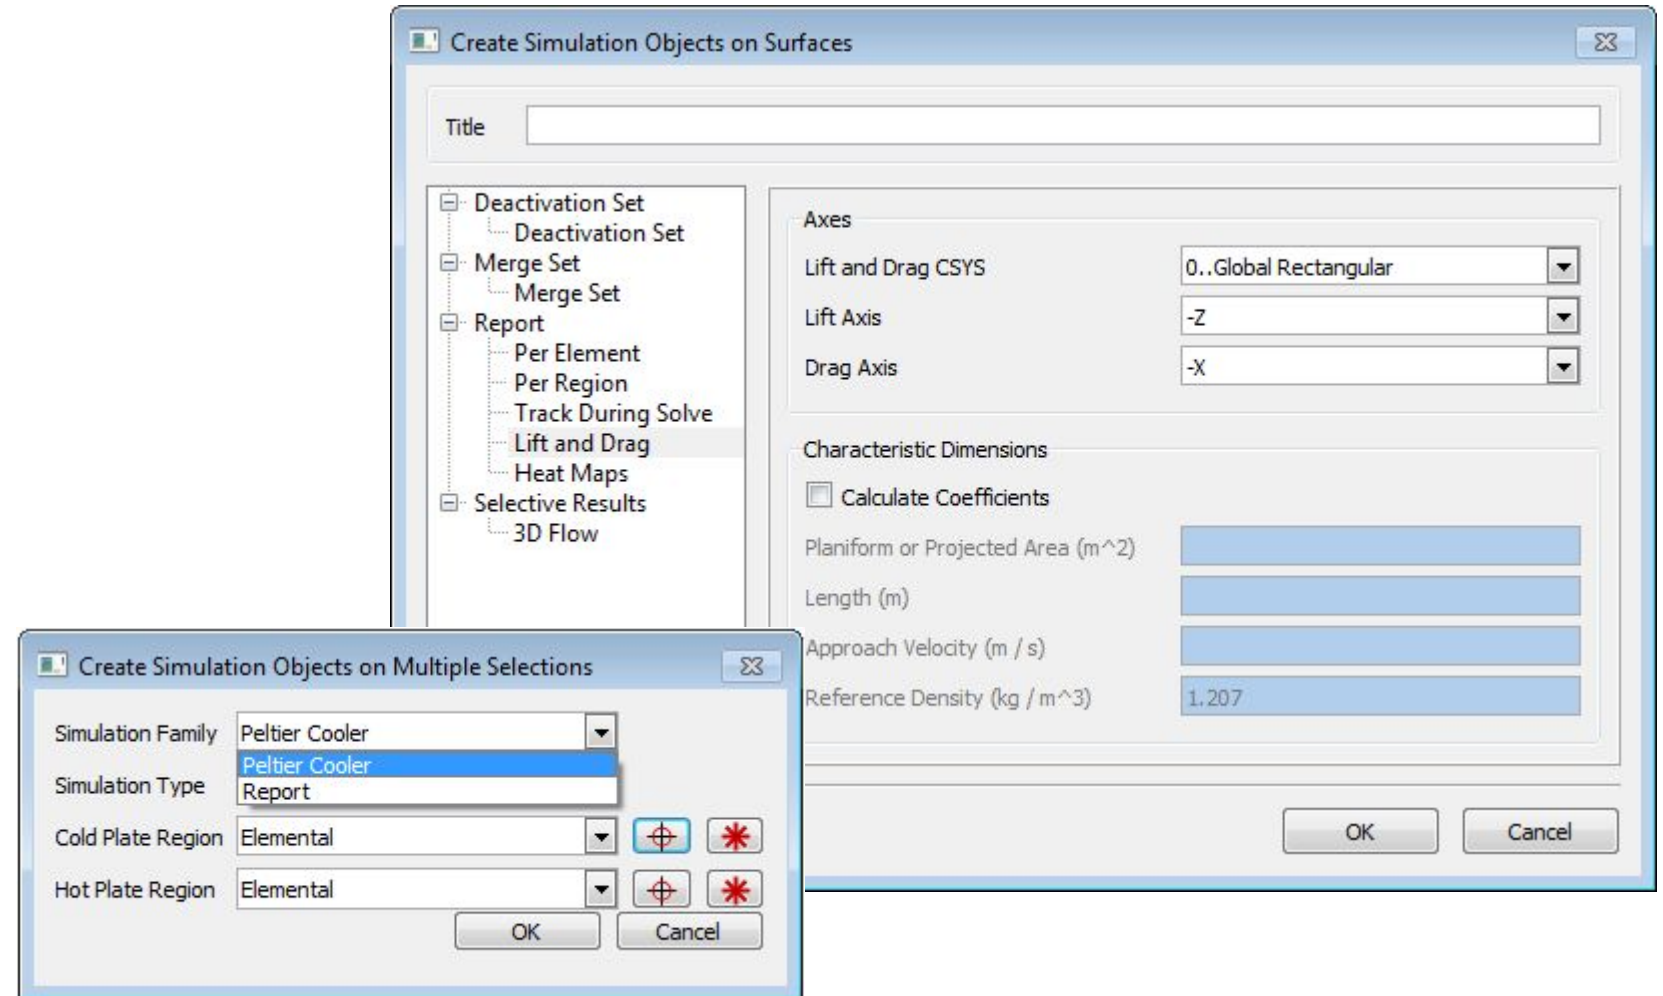 Create Simulation Objects on Surfaces
Title
Deactivation Set
Deactivation Set
Merge Set
Merge Set
Report
Per Element
Per Region
Track During Solve
Lift and Drag
Heat Maps
Selective Results
3D Flow
Axes
Lift and Drag CSYS 0..Global Rectangular
Lift Axis -Z
Drag Axis -X
Characteristic Dimensions
Calculate Coefficients
Planiform or Projected Area (m^2)
Length (m)
Approach Velocity (m / s)
Reference Density (kg / m^3) 1.207
OK Cancel
Create Simulation Objects on Multiple Selections
Simulation Family Peltier Cooler
Peltier Cooler
Simulation Type
Report
Cold Plate Region Elemental
Hot Plate Region Elemental
OK Cancel